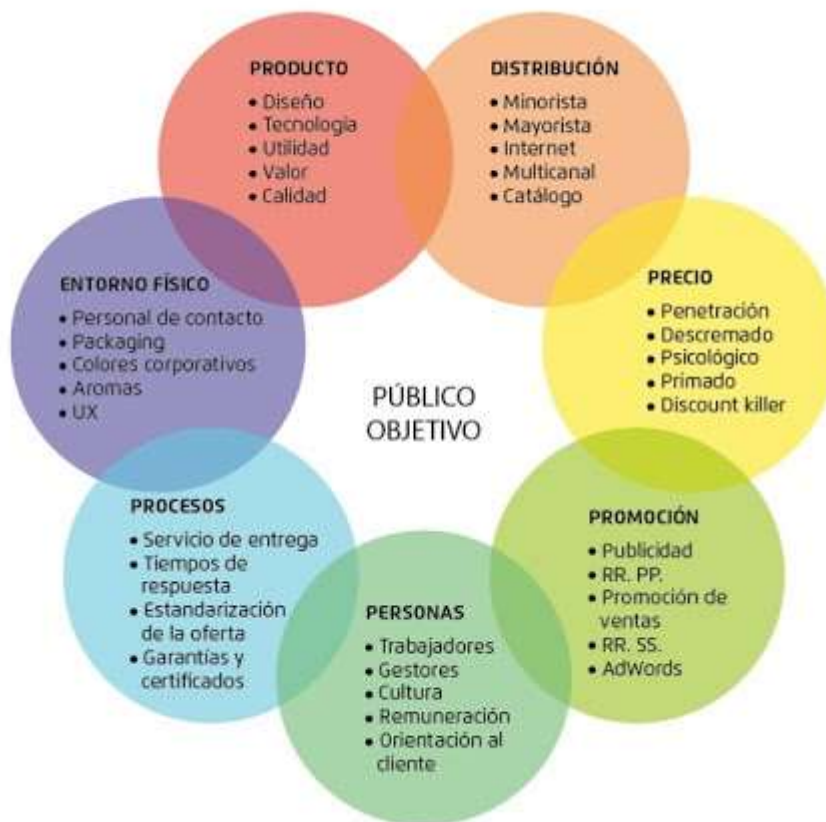 PRODUCTO
• Diseño
• Tecnología
• Utilidad
• Valor
• Calidad
DISTRIBUCIÓN
• Minorista
• Mayorista
• Internet
• Multicanal
• Catálogo
ENTORNO FÍSICO
• Personal de contacto
• Packaging
• Colores corporativos
• Aromas
• UX
PRECIO
• Penetración
• Descremado
• Psicológico
• Primado
• Discount killer
PÚBLICO
OBJETIVO
PROCESOS
• Servicio de entrega
• Tiempos de
respuesta
• Estandarización
de la oferta
• Garantías y
certificados
PERSONAS
• Trabajadores
• Gestores
• Cultura
• Remuneración
• Orientación al
cliente
PROMOCIÓN
• Publicidad
• RR. PP.
• Promoción de
ventas
• RR. SS.
• AdWords